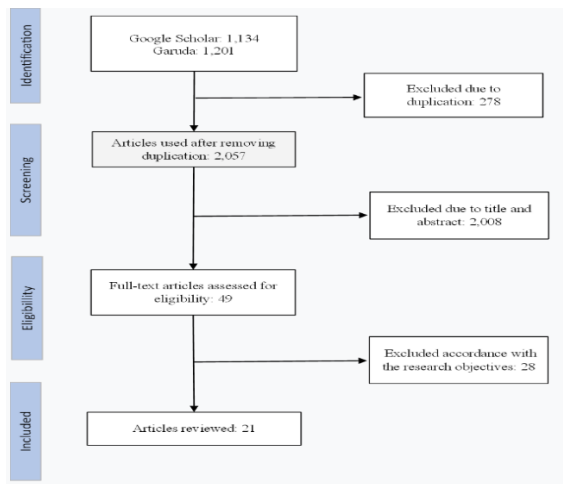 Identification
Google Scholar: 1,134
Garuda: 1,201
Excluded due to
duplication: 278
Screening
Articles used after removing
duplication: 2,057
Excluded due to title and
abstract: 2,008
Eligibility
Full-text articles assessed for
eligibility: 49
Excluded accordance with
the research objectives: 28
Included
Articles reviewed: 21